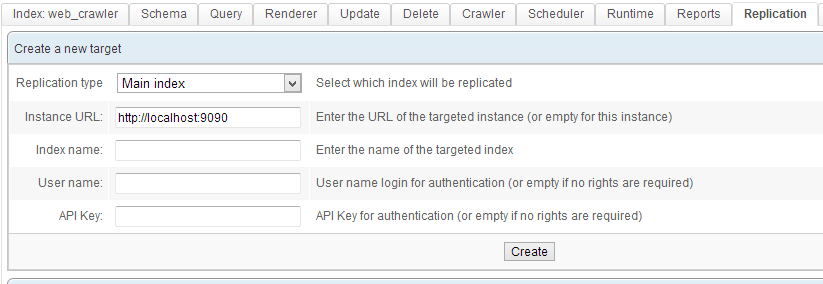 Index: web_crawler Schema Query Renderer Update Delete Crawler Scheduler Runtime Reports Replication
Create a new target
Replication type Main index Select which index will be replicated
Instance URL: http://localhost:9090 Enter the URL of the targeted instance (or empty for this instance)
Index name: Enter the name of the targeted index
User name: User name login for authentication (or empty if no rights are required)
API Key: API Key for authentication (or empty if no rights are required)
Create